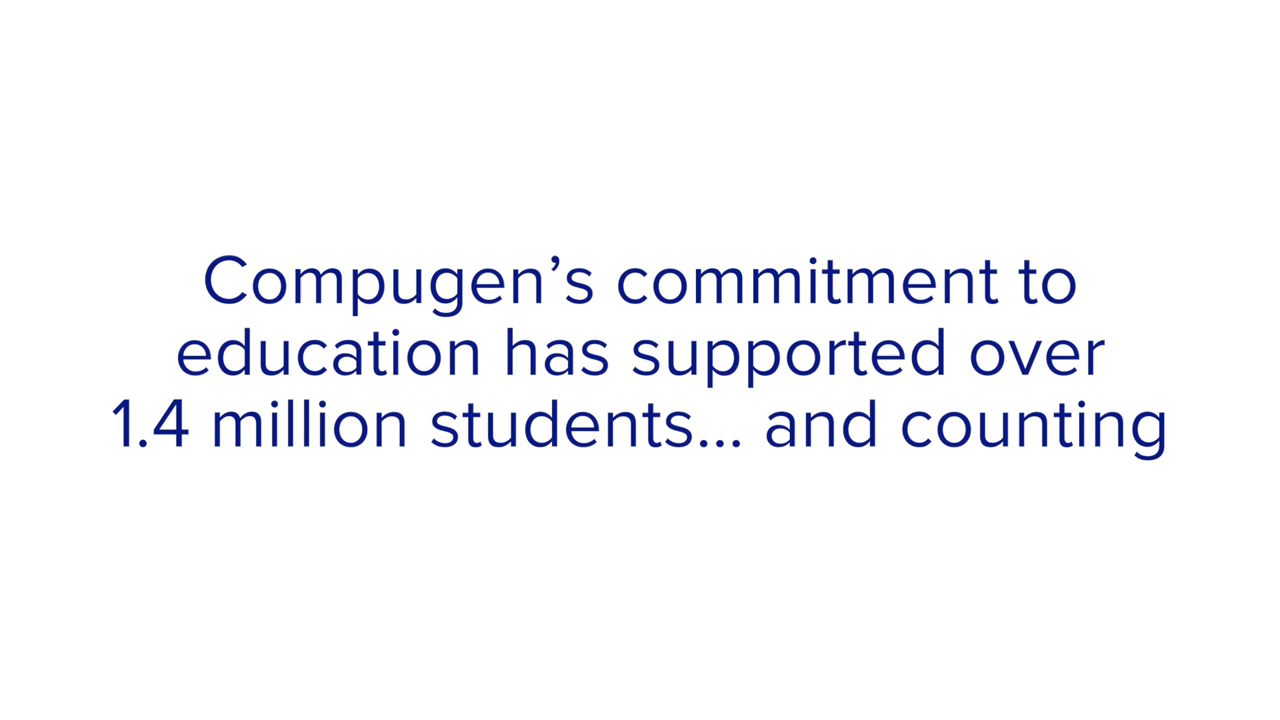 Compugen’s commitment to
education has supported over
1.4 million students... and counting